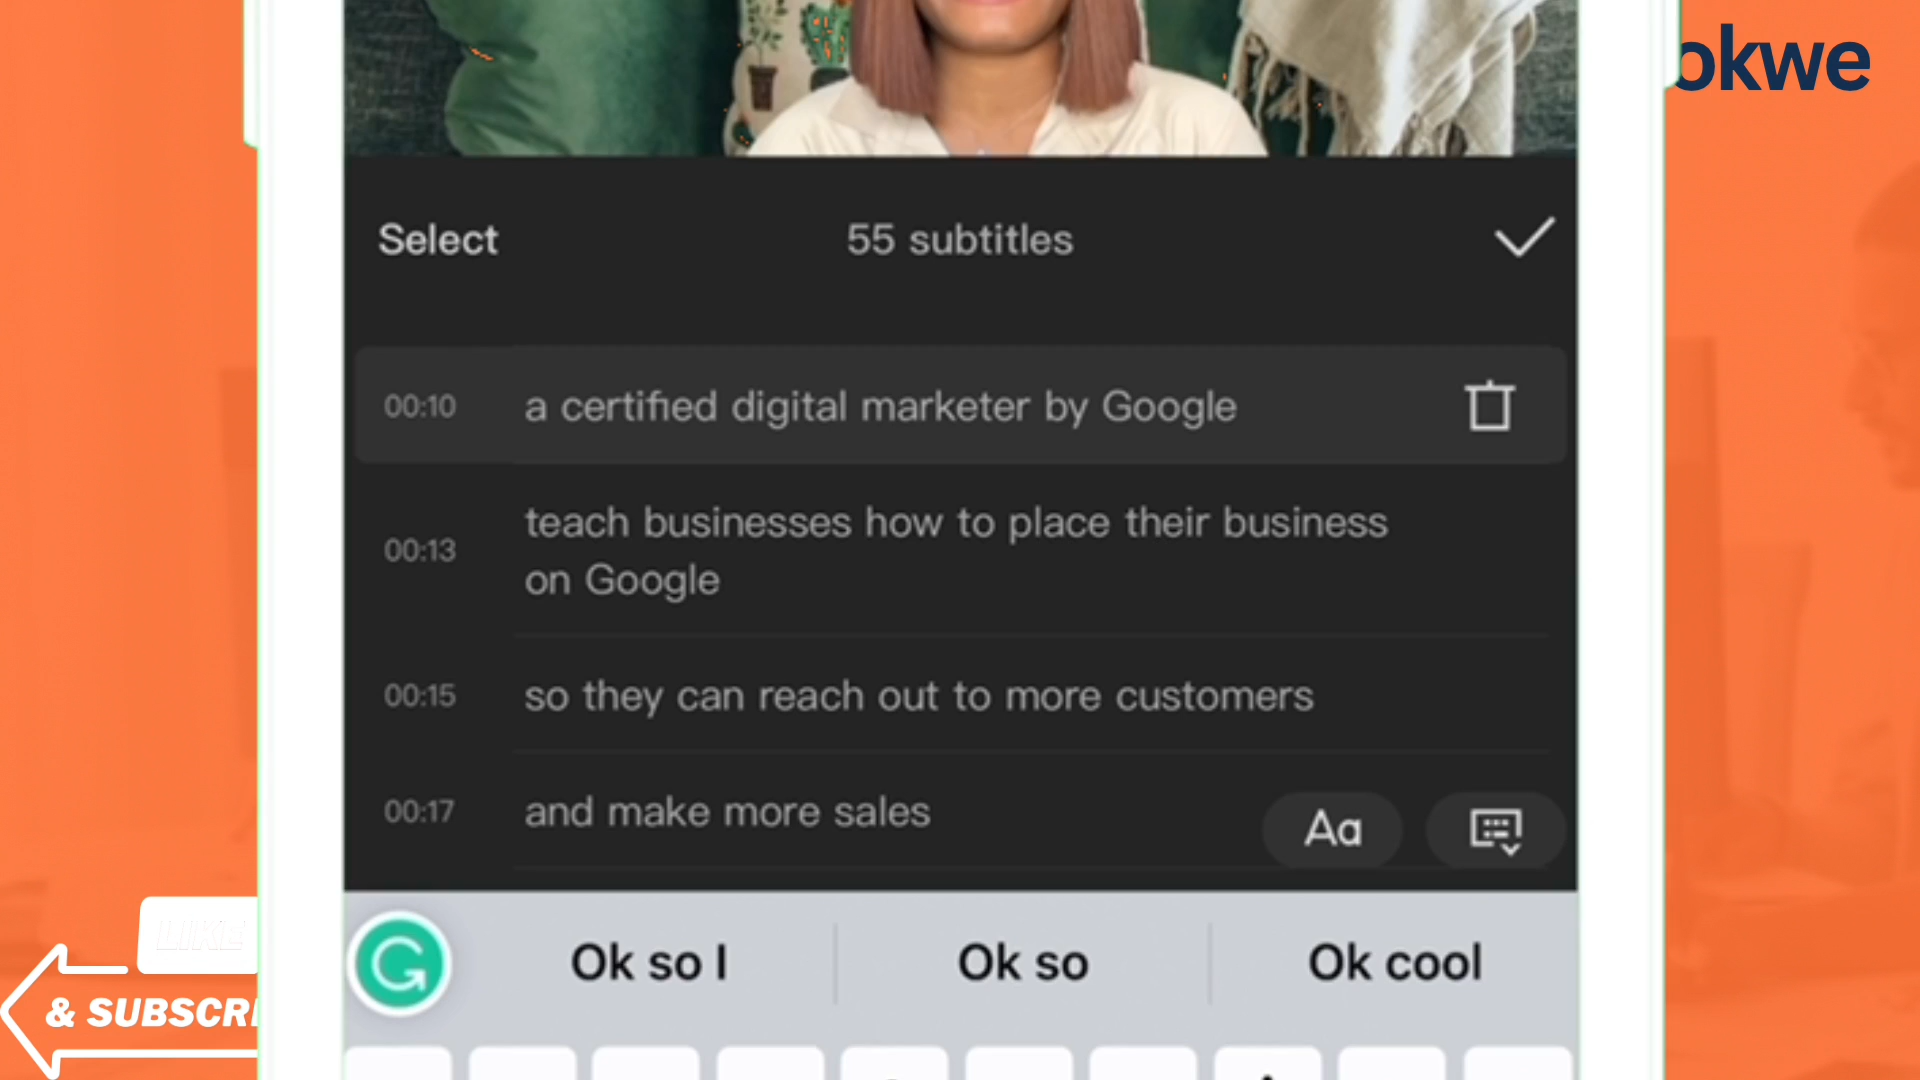 okwe
Select
55 subtitles
00:10
a certified digital marketer by Google
00:13
teach businesses how to place their business
on Google
00:15
so they can reach out to more customers
00:17
and make more sales
Aa
Ok so I
Ok so
Ok cool
LIKE
& SUBSCRI